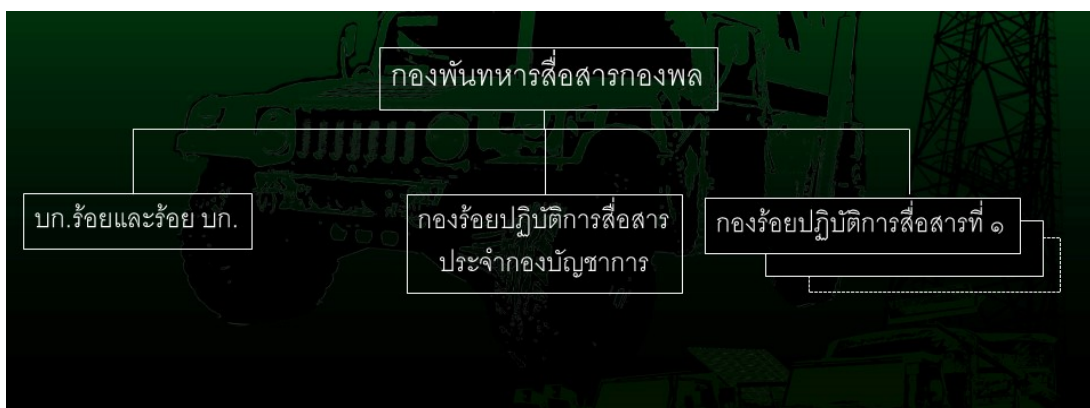 กองพันทหารสื่อสารกองพล
บก.ร้อยและร้อย บก.
กองร้อยปฏิบัติการสื่อสาร
ประจำกองบัญชาการ
กองร้อยปฏิบัติการสื่อสารที่ ๑